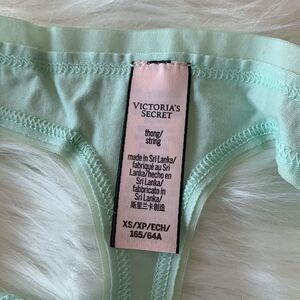 VICTORIA'S
SECRET
thong/
string
made in Sri Lanka/
fabriqué au Sri
Lanka/hecho en
Sri Lanka/
fabbricato in
Sri Lanka/
斯里兰卡制造
XS/XP/ECH/
165/64A